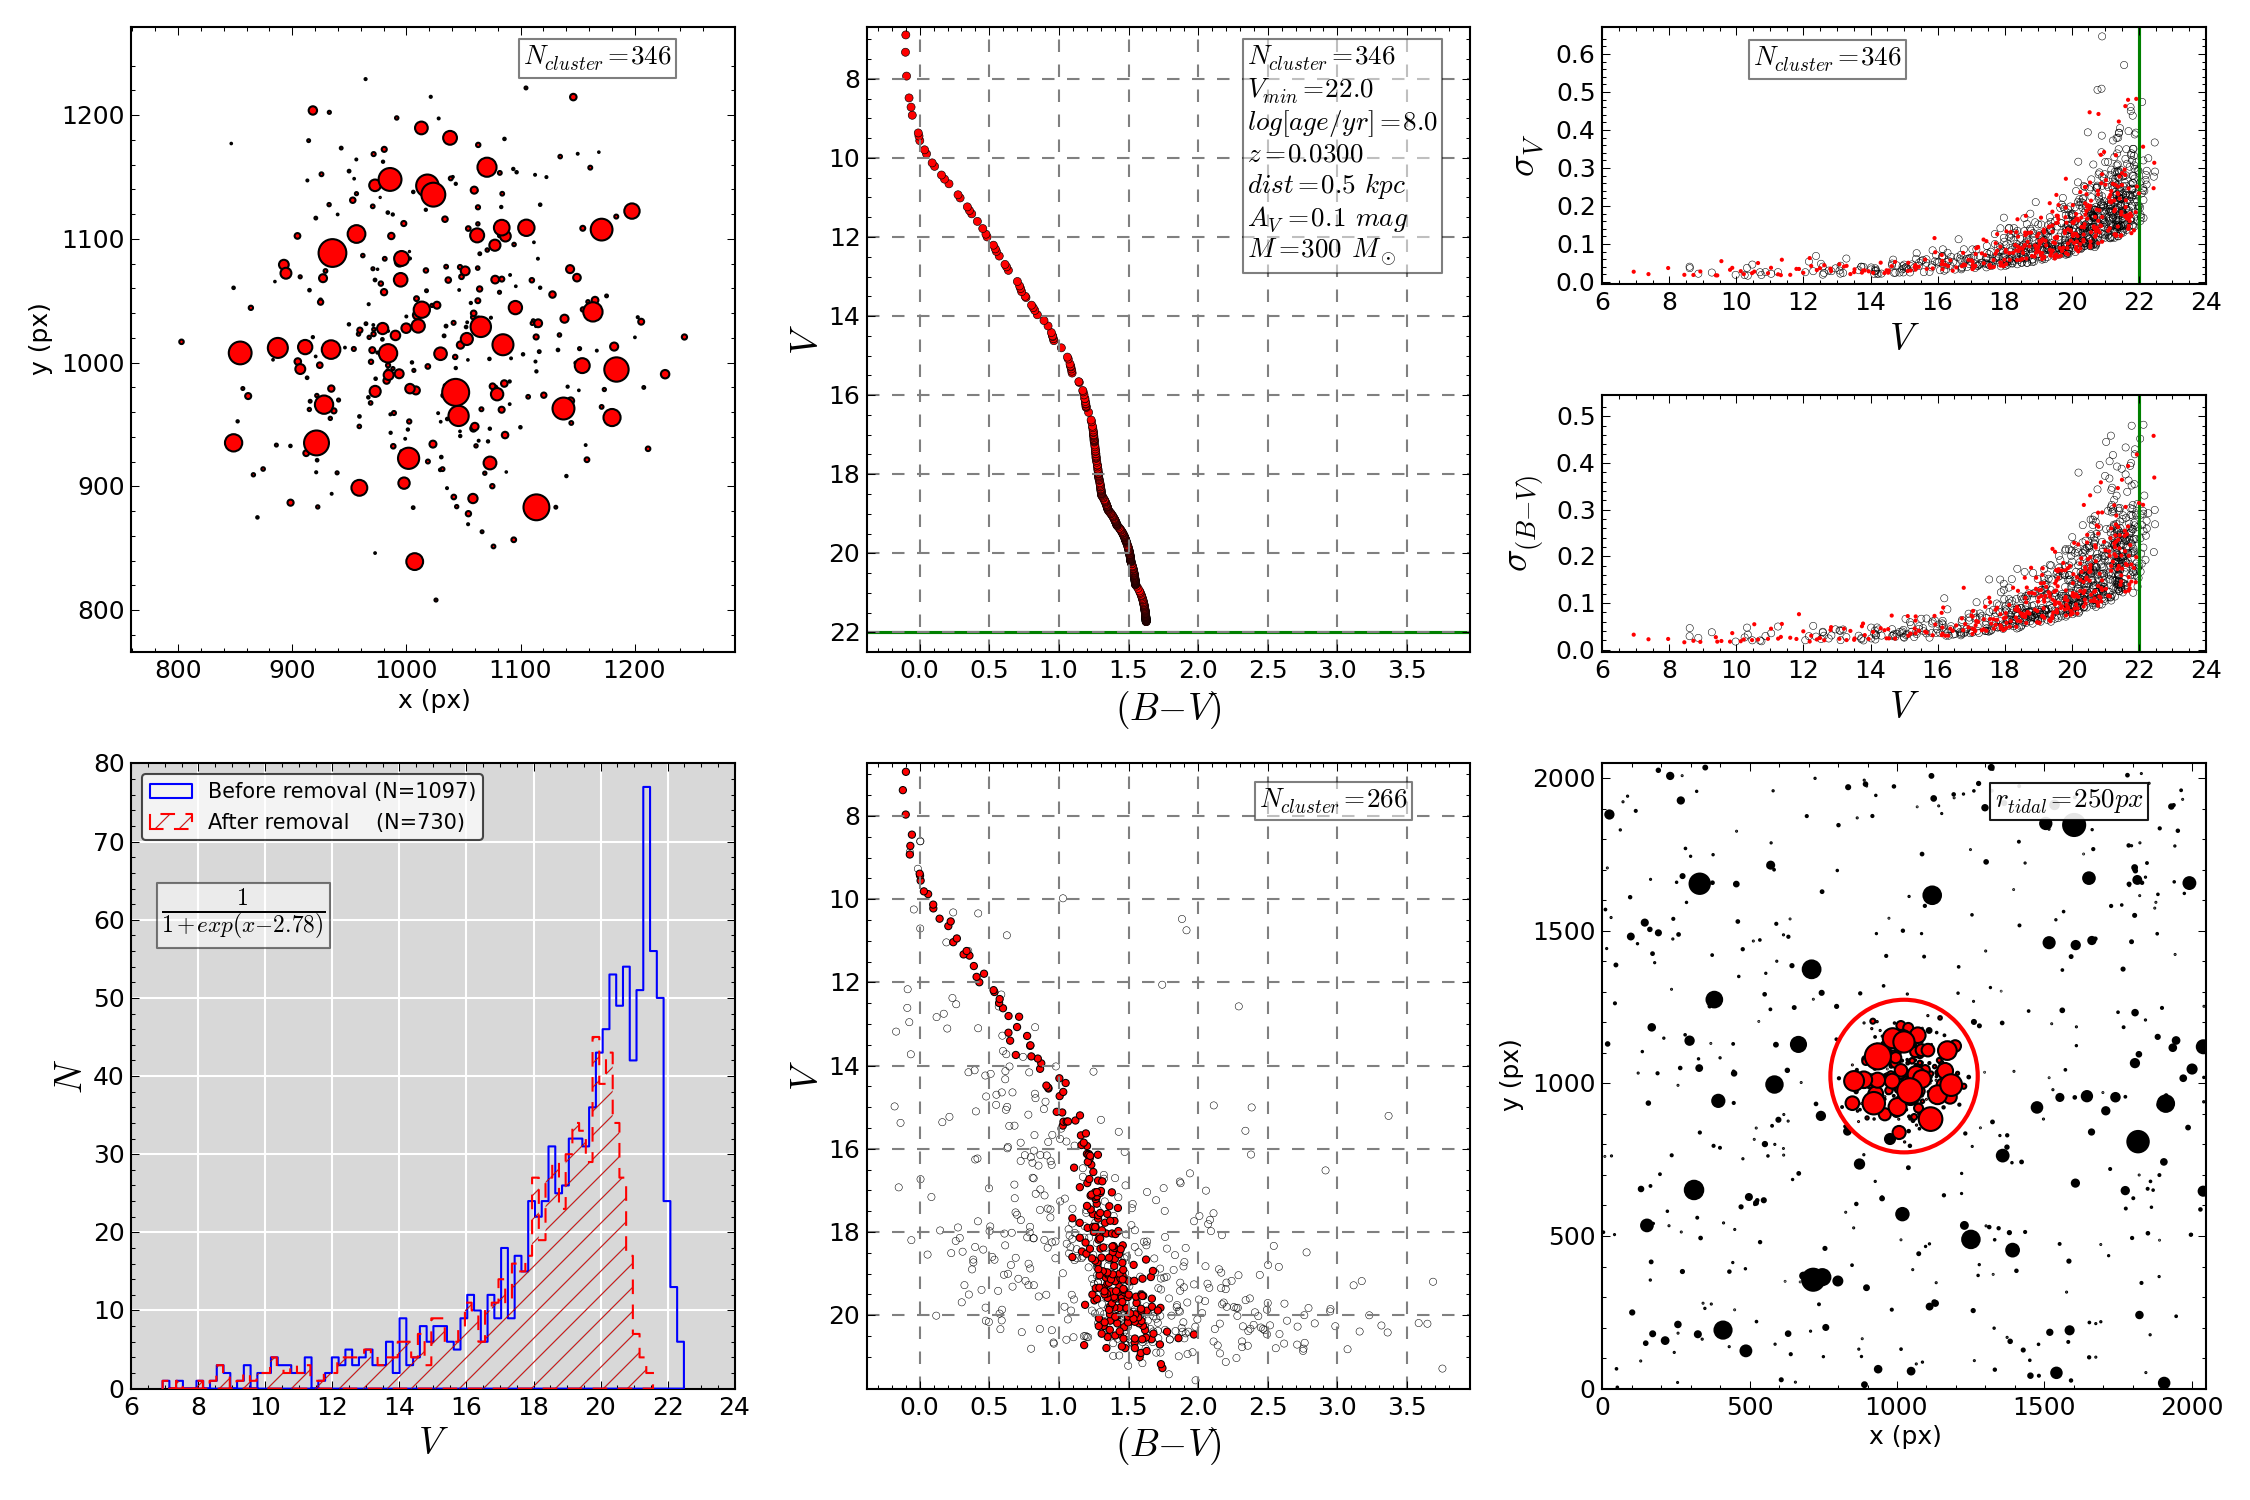 N_cluster=346
1200
1100
1000
900
800
y (px)
800 900 1000 1100 1200
x (px)
N_cluster=346
V_min=22.0
log[age/yr]=8.0
z=0.0300
dist=0.5 kpc
A_V=0.1 mag
M=300 M_⊙
8
10
12
14
16
18
20
22
V
0.0 0.5 1.0 1.5 2.0 2.5 3.0 3.5
(B−V)
N_cluster=346
0.6
0.5
0.4
0.3
0.2
0.1
0.0
σ_V
6 8 10 12 14 16 18 20 22 24
V
0.5
0.4
0.3
0.2
0.1
0.0
σ_(B−V)
6 8 10 12 14 16 18 20 22 24
V
Before removal (N=1097)
After removal (N=730)
1
1+exp(x−2.78)
80
70
60
50
40
30
20
10
0
N
6 8 10 12 14 16 18 20 22 24
V
N_cluster=266
8
10
12
14
16
18
20
V
0.0 0.5 1.0 1.5 2.0 2.5 3.0 3.5
(B−V)
r_tidal=250px
2000
1500
1000
500
0
y (px)
0 500 1000 1500 2000
x (px)